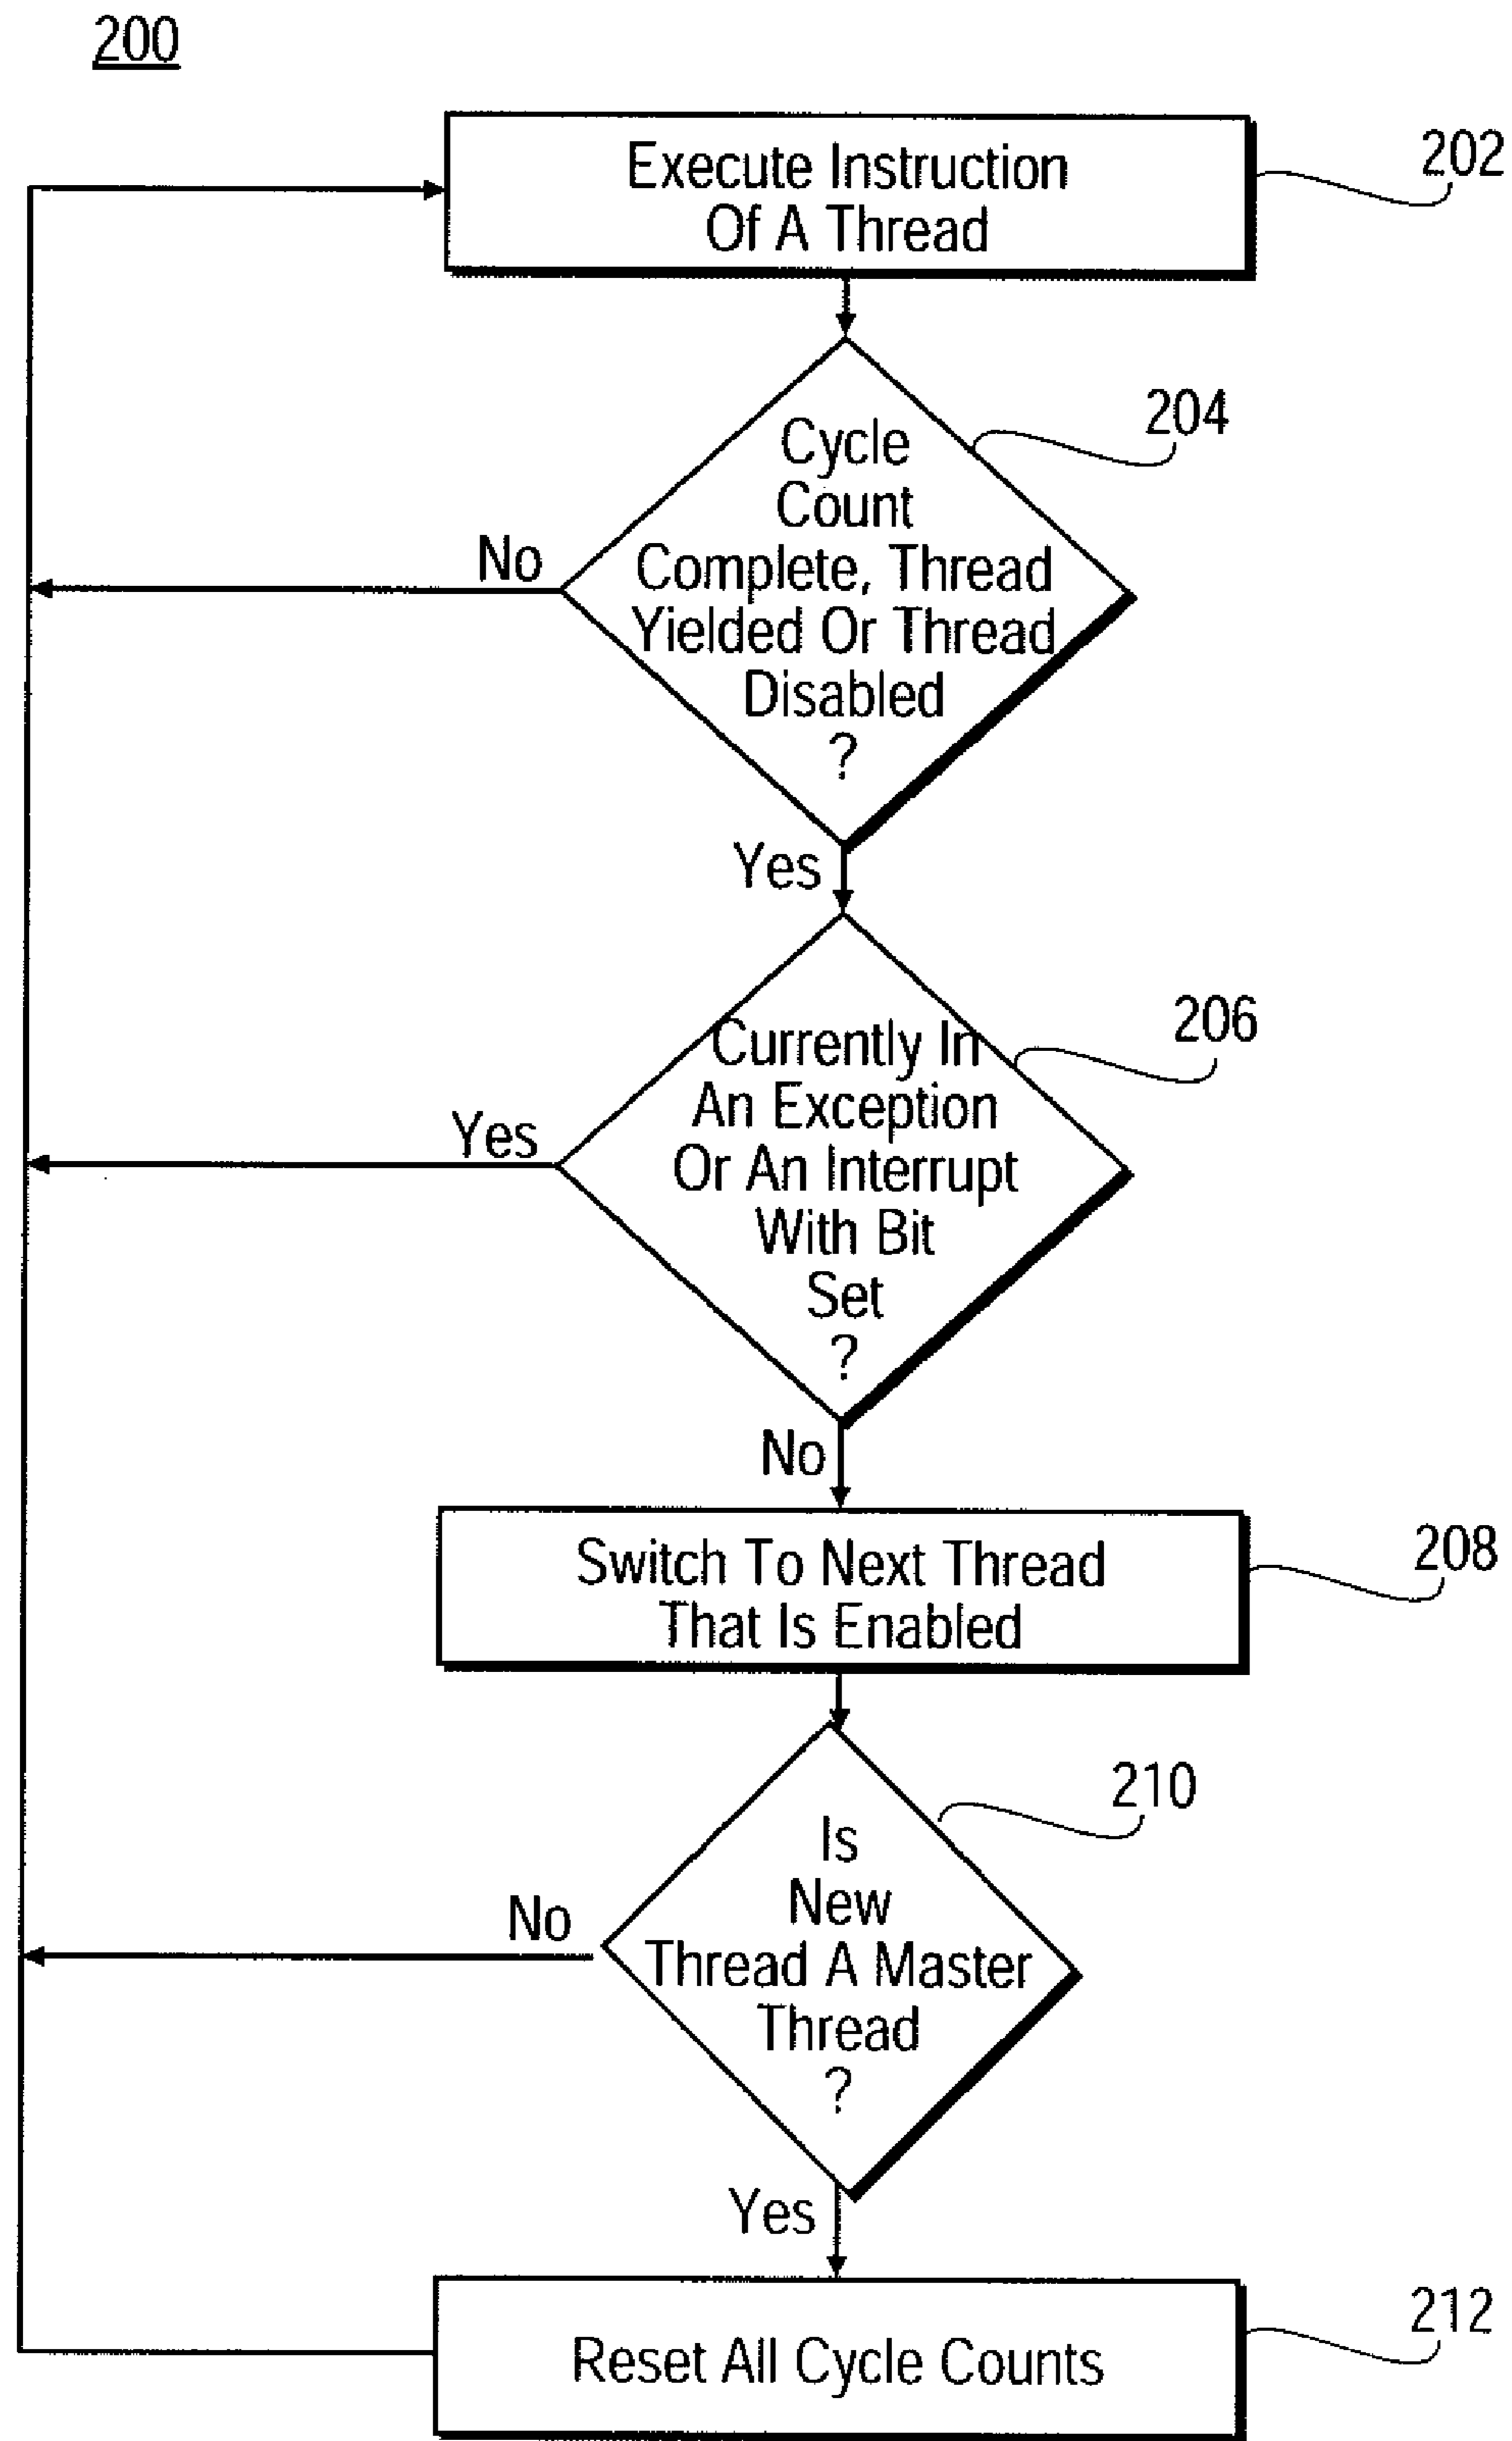 200
Execute Instruction
Of A Thread
202
Cycle
Count
Complete, Thread
Yielded Or Thread
Disabled
?
204
No
Yes
Currently In
An Exception
Or An Interrupt
With Bit
Set
?
206
Yes
No
Switch To Next Thread
That Is Enabled
208
Is
New
Thread A Master
Thread
?
210
No
Yes
Reset All Cycle Counts
212